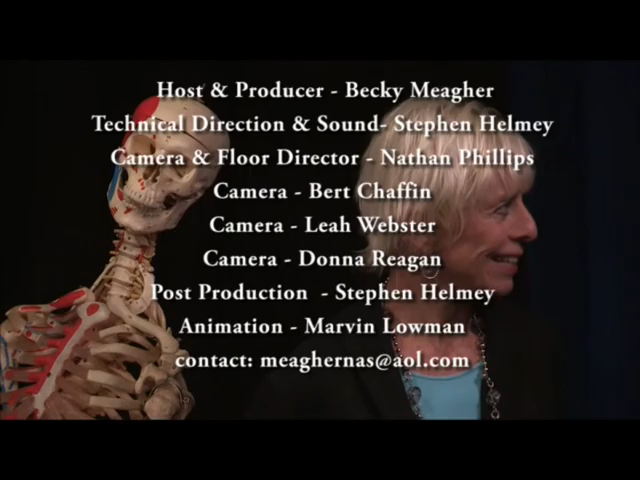 Host & Producer - Becky Meagher
Technical Direction & Sound- Stephen Helmey
Camera & Floor Director - Nathan Phillips
Camera - Bert Chaffin
Camera - Leah Webster
Camera - Donna Reagan
Post Production - Stephen Helmey
Animation - Marvin Lowman
contact: meaghernas@aol.com